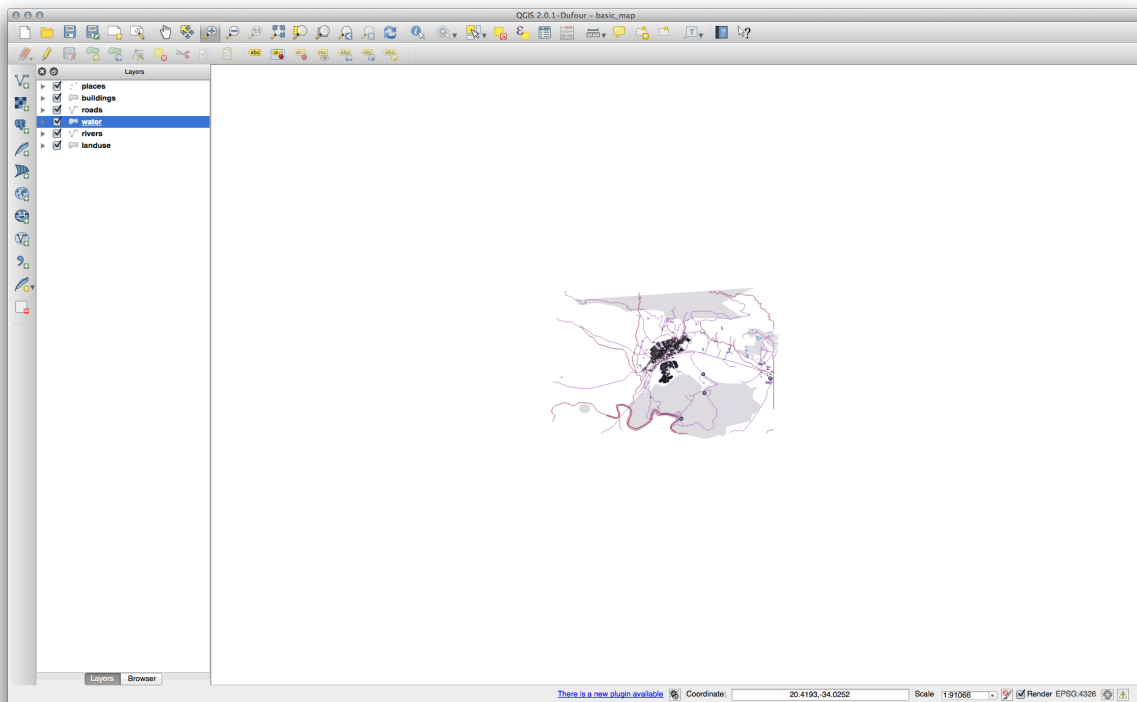 QGIS 2.0.1-Dufour - basic_map
Layers
places
buildings
roads
water
rivers
landuse
Layers Browser
There is a new plugin available Coordinate: 20.4193,-34.0252 Scale 1:91066 Render EPSG:4326